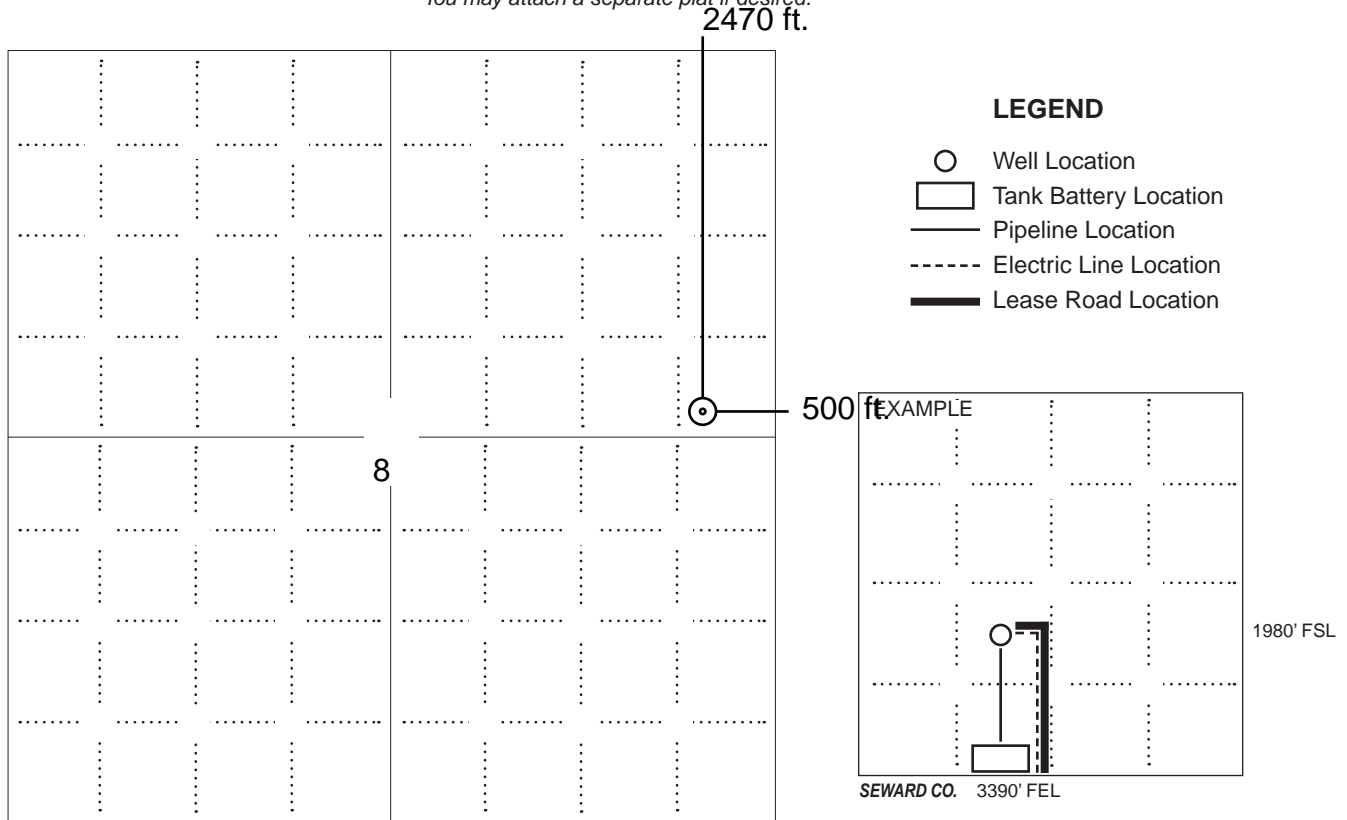 You may attach a separate plat if desired.
2470 ft.
LEGEND
Well Location
Tank Battery Location
Pipeline Location
Electric Line Location
Lease Road Location
500 ft.
EXAMPLE
8
1980' FSL
SEWARD CO. 3390' FEL